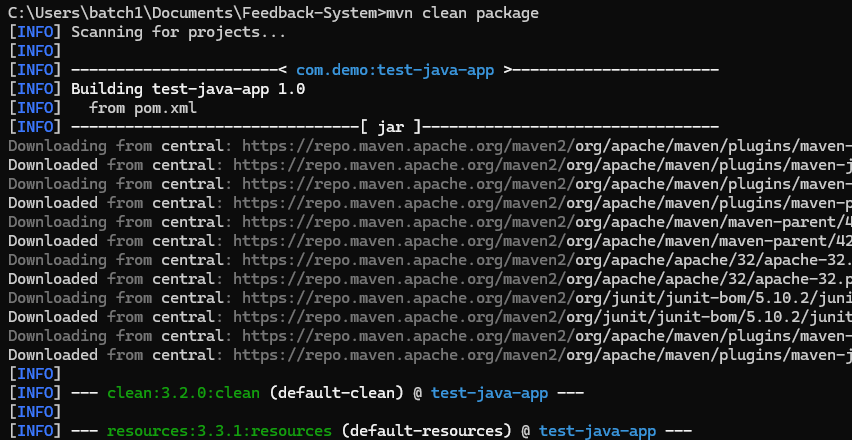 C:\Users\batch1\Documents\Feedback-System>mvn clean package
[INFO] Scanning for projects...
[INFO]
[INFO] -----------------------< com.demo:test-java-app >-----------------------
[INFO] Building test-java-app 1.0
[INFO]   from pom.xml
[INFO] --------------------------------[ jar ]---------------------------------
Downloading from central: https://repo.maven.apache.org/maven2/org/apache/maven/plugins/maven-
Downloaded from central: https://repo.maven.apache.org/maven2/org/apache/maven/plugins/maven-j
Downloading from central: https://repo.maven.apache.org/maven2/org/apache/maven/plugins/maven-
Downloaded from central: https://repo.maven.apache.org/maven2/org/apache/maven/plugins/maven-p
Downloading from central: https://repo.maven.apache.org/maven2/org/apache/maven/maven-parent/4
Downloaded from central: https://repo.maven.apache.org/maven2/org/apache/maven/maven-parent/42
Downloading from central: https://repo.maven.apache.org/maven2/org/apache/apache/32/apache-32.
Downloaded from central: https://repo.maven.apache.org/maven2/org/apache/apache/32/apache-32.p
Downloading from central: https://repo.maven.apache.org/maven2/org/junit/junit-bom/5.10.2/juni
Downloaded from central: https://repo.maven.apache.org/maven2/org/junit/junit-bom/5.10.2/junit
Downloading from central: https://repo.maven.apache.org/maven2/org/apache/maven/plugins/maven-
Downloaded from central: https://repo.maven.apache.org/maven2/org/apache/maven/plugins/maven-j
[INFO]
[INFO] --- clean:3.2.0:clean (default-clean) @ test-java-app ---
[INFO]
[INFO] --- resources:3.3.1:resources (default-resources) @ test-java-app ---